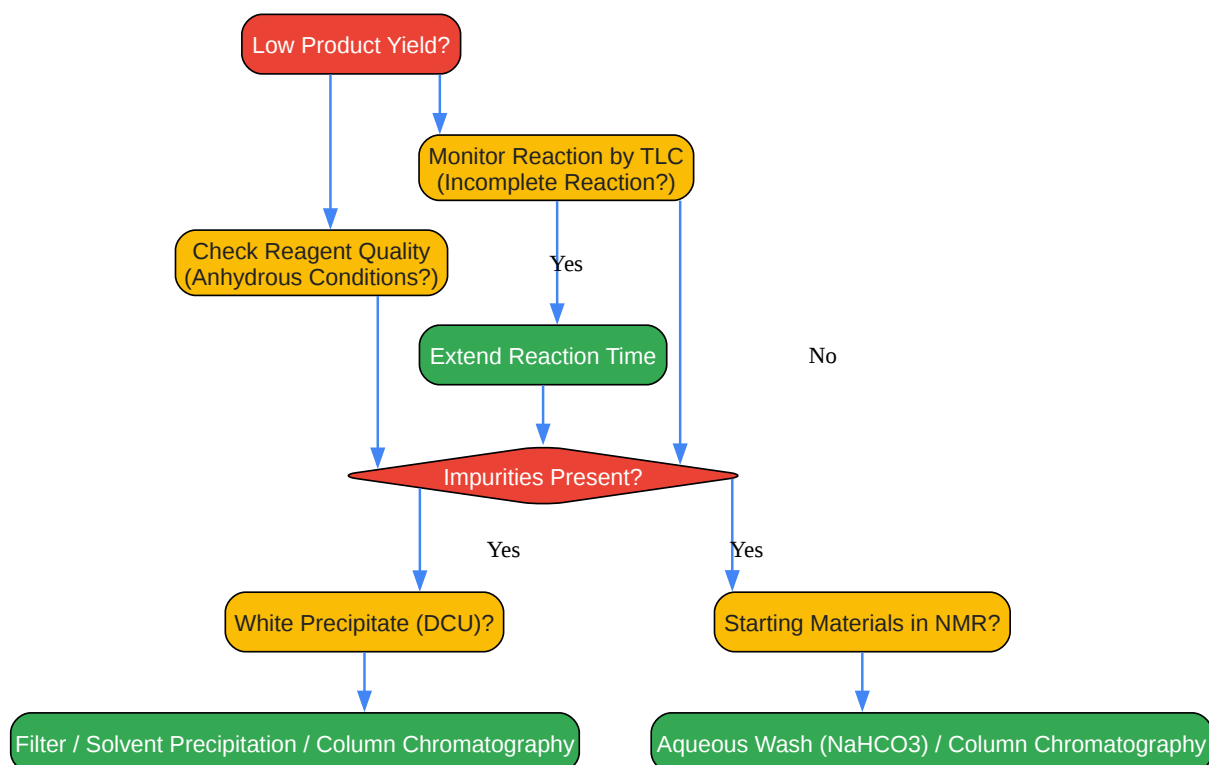 Low Product Yield?
Monitor Reaction by TLC
(Incomplete Reaction?)
Check Reagent Quality
(Anhydrous Conditions?)
Yes
Extend Reaction Time
No
Impurities Present?
Yes
Yes
White Precipitate (DCU)?
Starting Materials in NMR?
Filter / Solvent Precipitation / Column Chromatography
Aqueous Wash (NaHCO3) / Column Chromatography